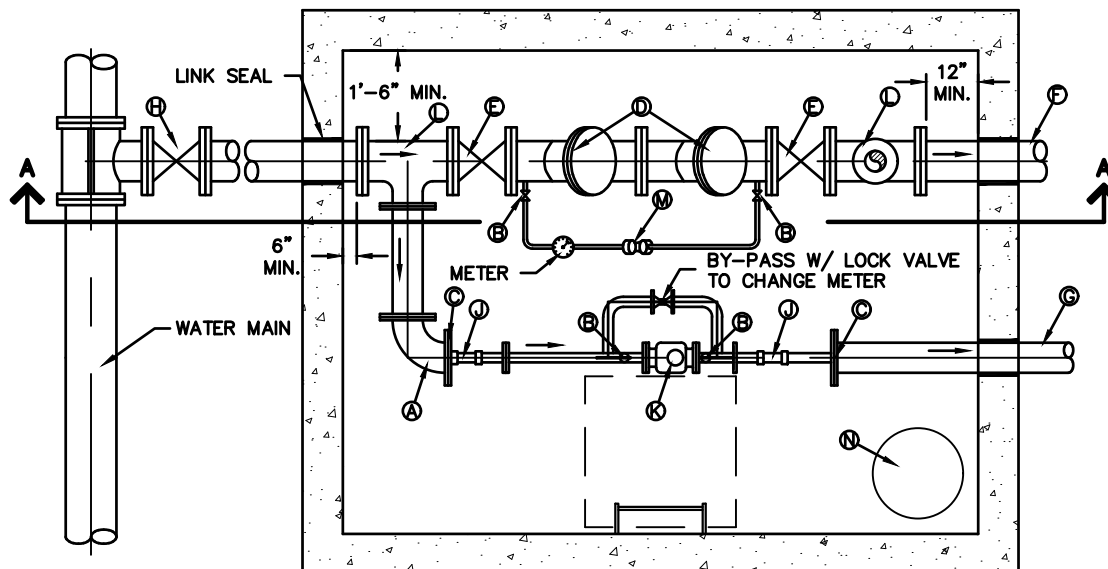 LINK SEAL
1'-6" MIN.
12"
MIN.
H
L
E
D
E
L
F
A
A
B
M
B
6"
MIN.
METER
BY-PASS W/ LOCK VALVE
TO CHANGE METER
C
J
B
B
J
C
G
WATER MAIN
A
K
N